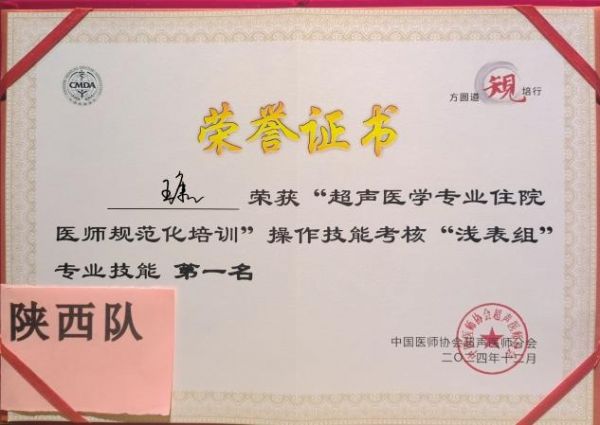 CMDA
方圆道 规 培行
荣誉证书
荣获“超声医学专业住院
医师规范化培训”操作技能考核“浅表组”
专业技能 第一名
陕西队
中国医师协会超声医师分会
二〇二四年十二月